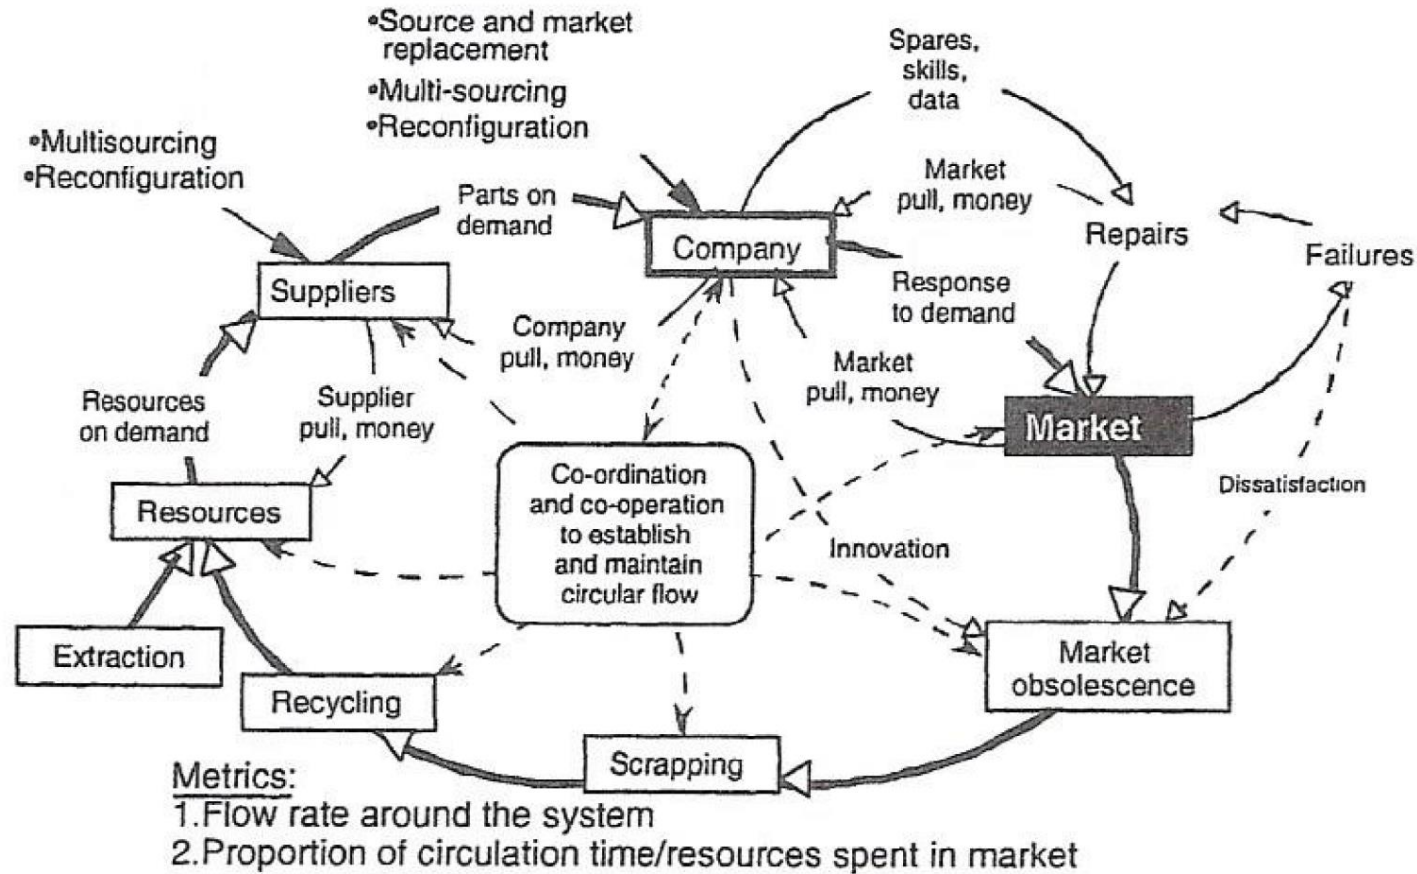 •Source and market
replacement
•Multi-sourcing
•Reconfiguration
Spares,
skills,
data
•Multisourcing
•Reconfiguration
Parts on
demand
Market
pull, money
Company
Repairs
Failures
Suppliers
Response
to demand
Company
pull, money
Market
pull, money
Resources
on demand
Supplier
pull, money
Market
Co-ordination
and co-operation
to establish
and maintain
circular flow
Dissatisfaction
Resources
Innovation
Extraction
Market
obsolescence
Recycling
Scrapping
Metrics:
1.Flow rate around the system
2.Proportion of circulation time/resources spent in market